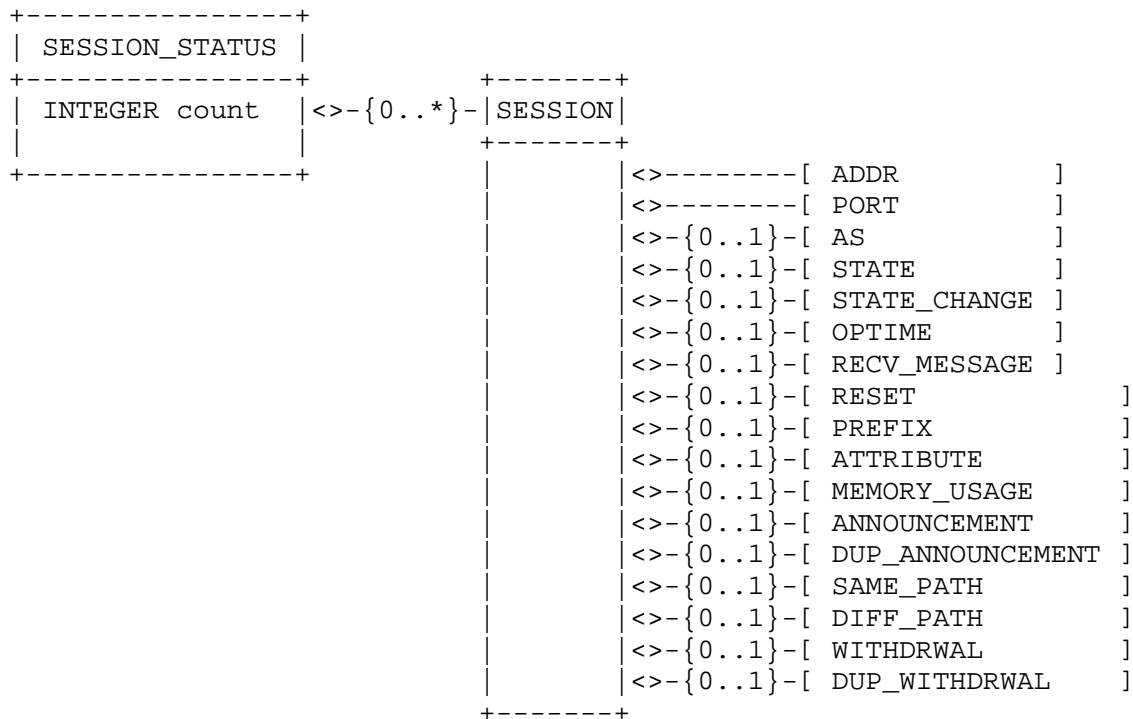 +----------------+
| SESSION_STATUS |
+----------------+          +-------+
| INTEGER count  |<>-{0..*}-|SESSION|
|                |          +-------+
+----------------+          |       |<>--------[ ADDR         ]
                            |       |<>--------[ PORT         ]
                            |       |<>-{0..1}-[ AS           ]
                            |       |<>-{0..1}-[ STATE        ]
                            |       |<>-{0..1}-[ STATE_CHANGE ]
                            |       |<>-{0..1}-[ OPTIME       ]
                            |       |<>-{0..1}-[ RECV_MESSAGE ]
                            |       |<>-{0..1}-[ RESET            ]
                            |       |<>-{0..1}-[ PREFIX           ]
                            |       |<>-{0..1}-[ ATTRIBUTE        ]
                            |       |<>-{0..1}-[ MEMORY_USAGE     ]
                            |       |<>-{0..1}-[ ANNOUNCEMENT     ]
                            |       |<>-{0..1}-[ DUP_ANNOUNCEMENT ]
                            |       |<>-{0..1}-[ SAME_PATH        ]
                            |       |<>-{0..1}-[ DIFF_PATH        ]
                            |       |<>-{0..1}-[ WITHDRWAL        ]
                            |       |<>-{0..1}-[ DUP_WITHDRWAL    ]
                            +-------+